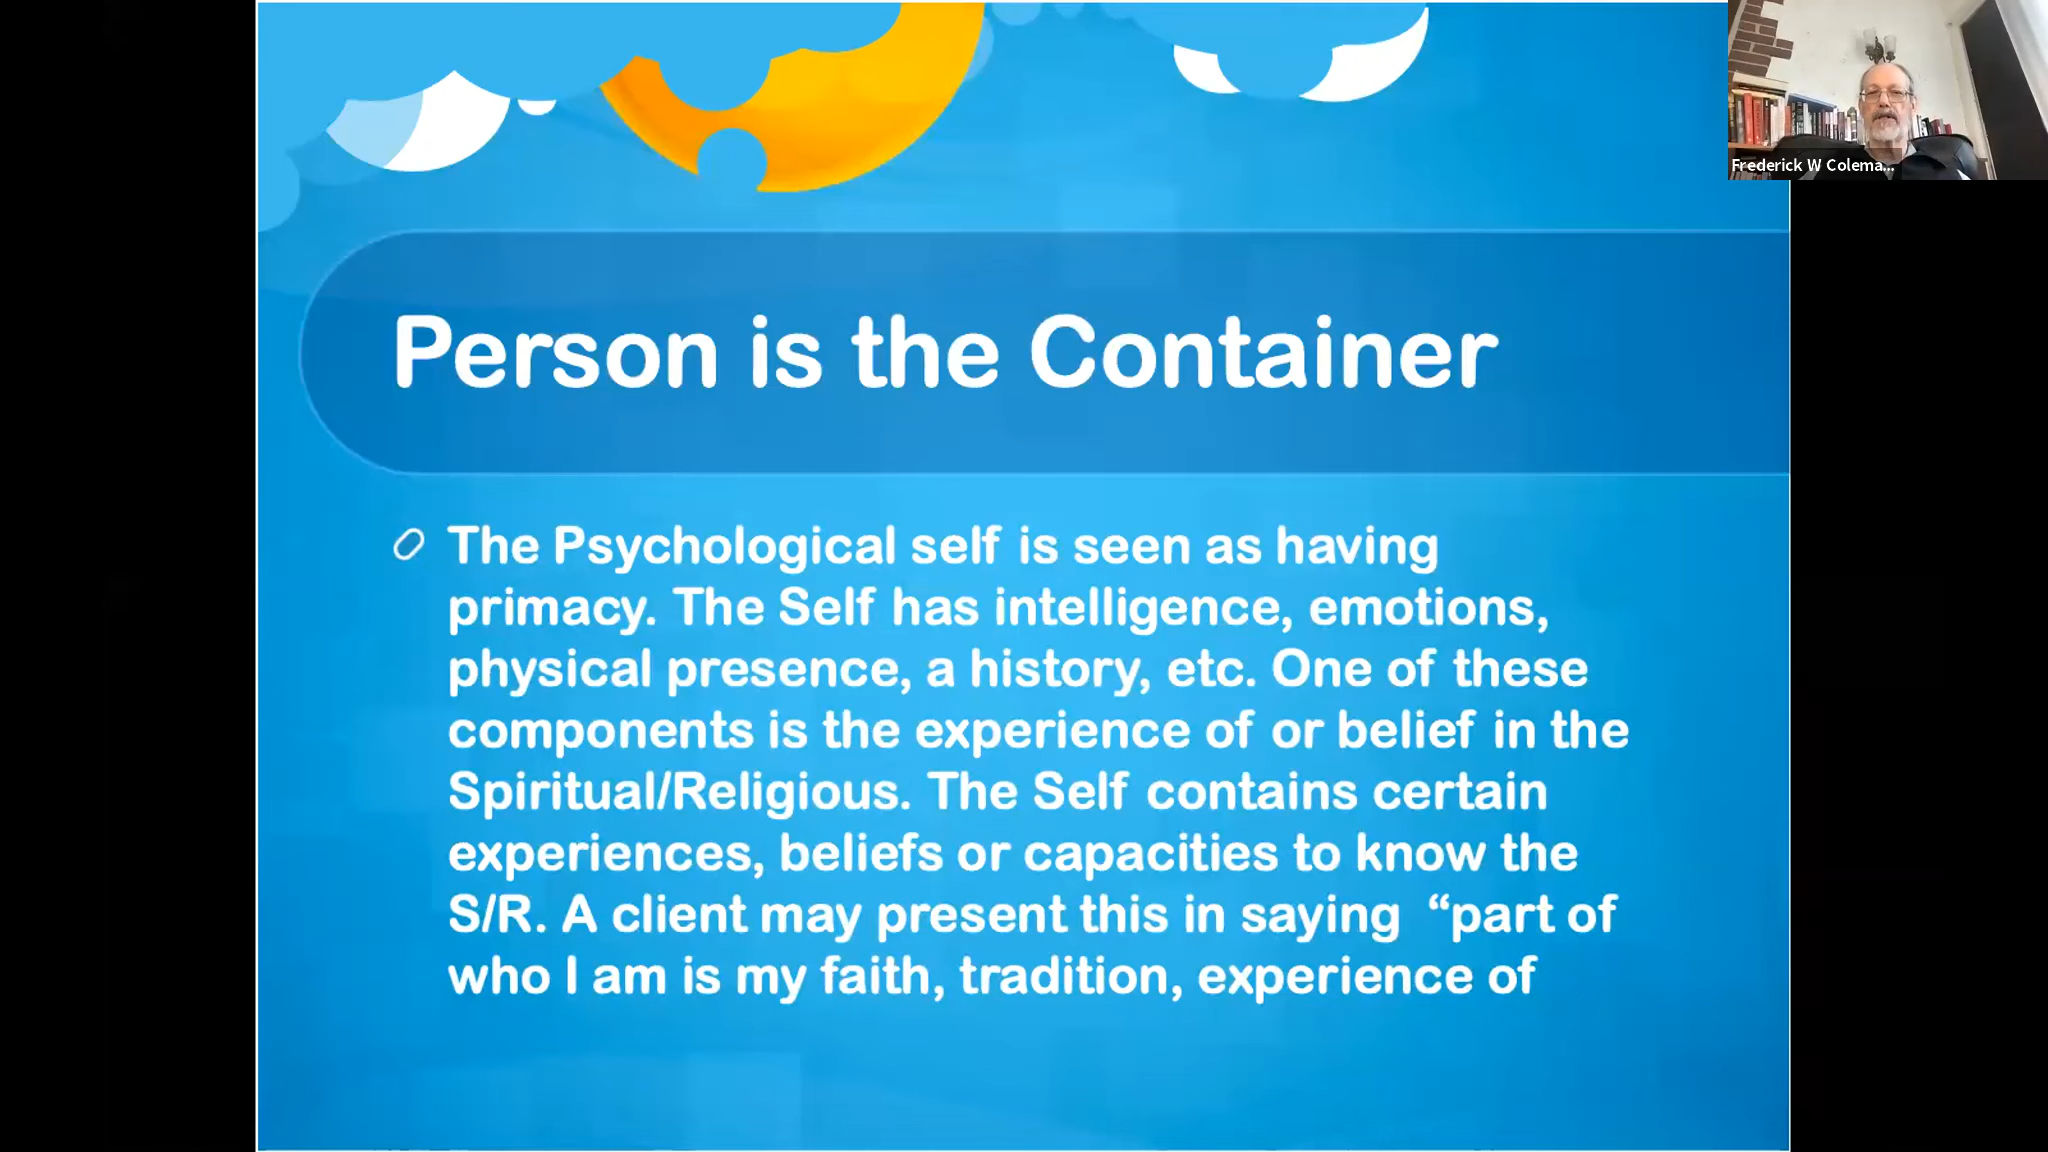 Frederick W Colema...
Person is the Container
The Psychological self is seen as having
primacy. The Self has intelligence, emotions,
physical presence, a history, etc. One of these
components is the experience of or belief in the
Spiritual/Religious. The Self contains certain
experiences, beliefs or capacities to know the
S/R. A client may present this in saying  “part of
who I am is my faith, tradition, experience of